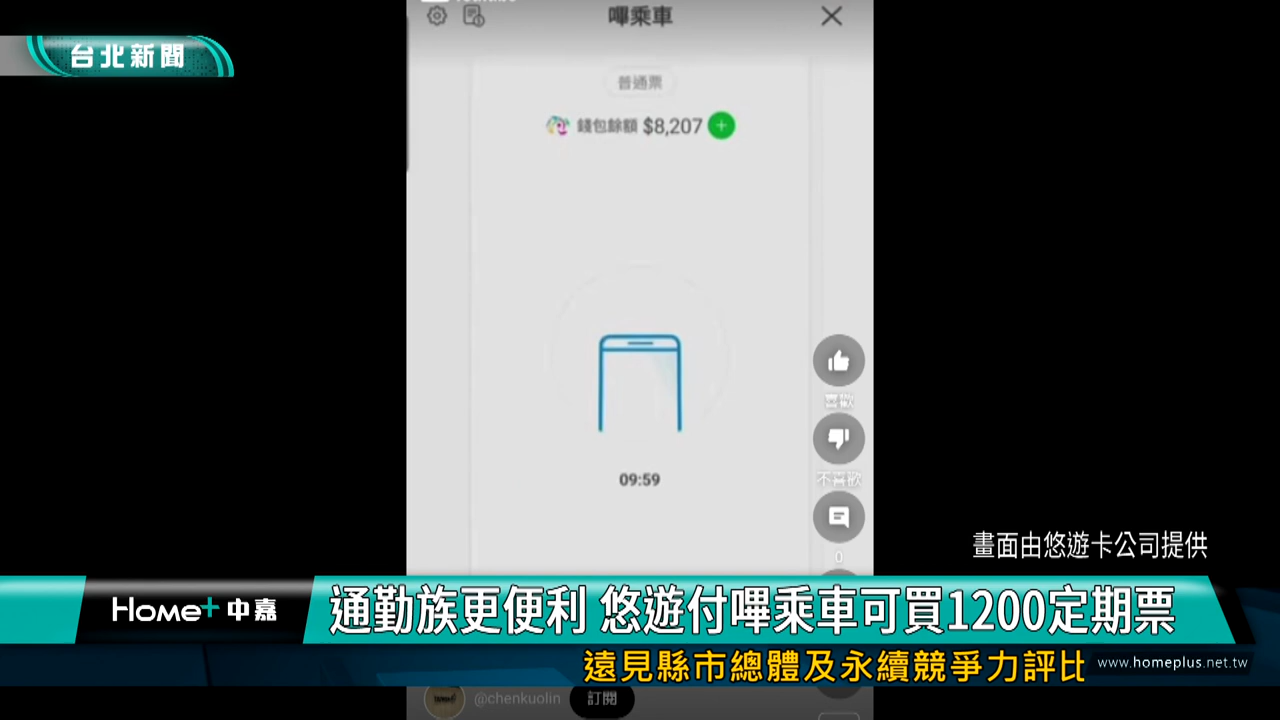 嗶乘車
台北新聞
普通票
錢包餘額 $8,207
09:59
喜歡
不喜歡
0
畫面由悠遊卡公司提供
Home+中嘉
通勤族更便利 悠遊付嗶乘車可買1200定期票
遠見縣市總體及永續競爭力評比
www.homeplus.net.tw
@chenkuolin
訂閱